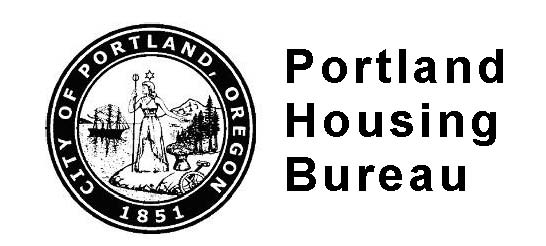 CITY OF PORTLAND, OREGON
1851
Portland
Housing
Bureau